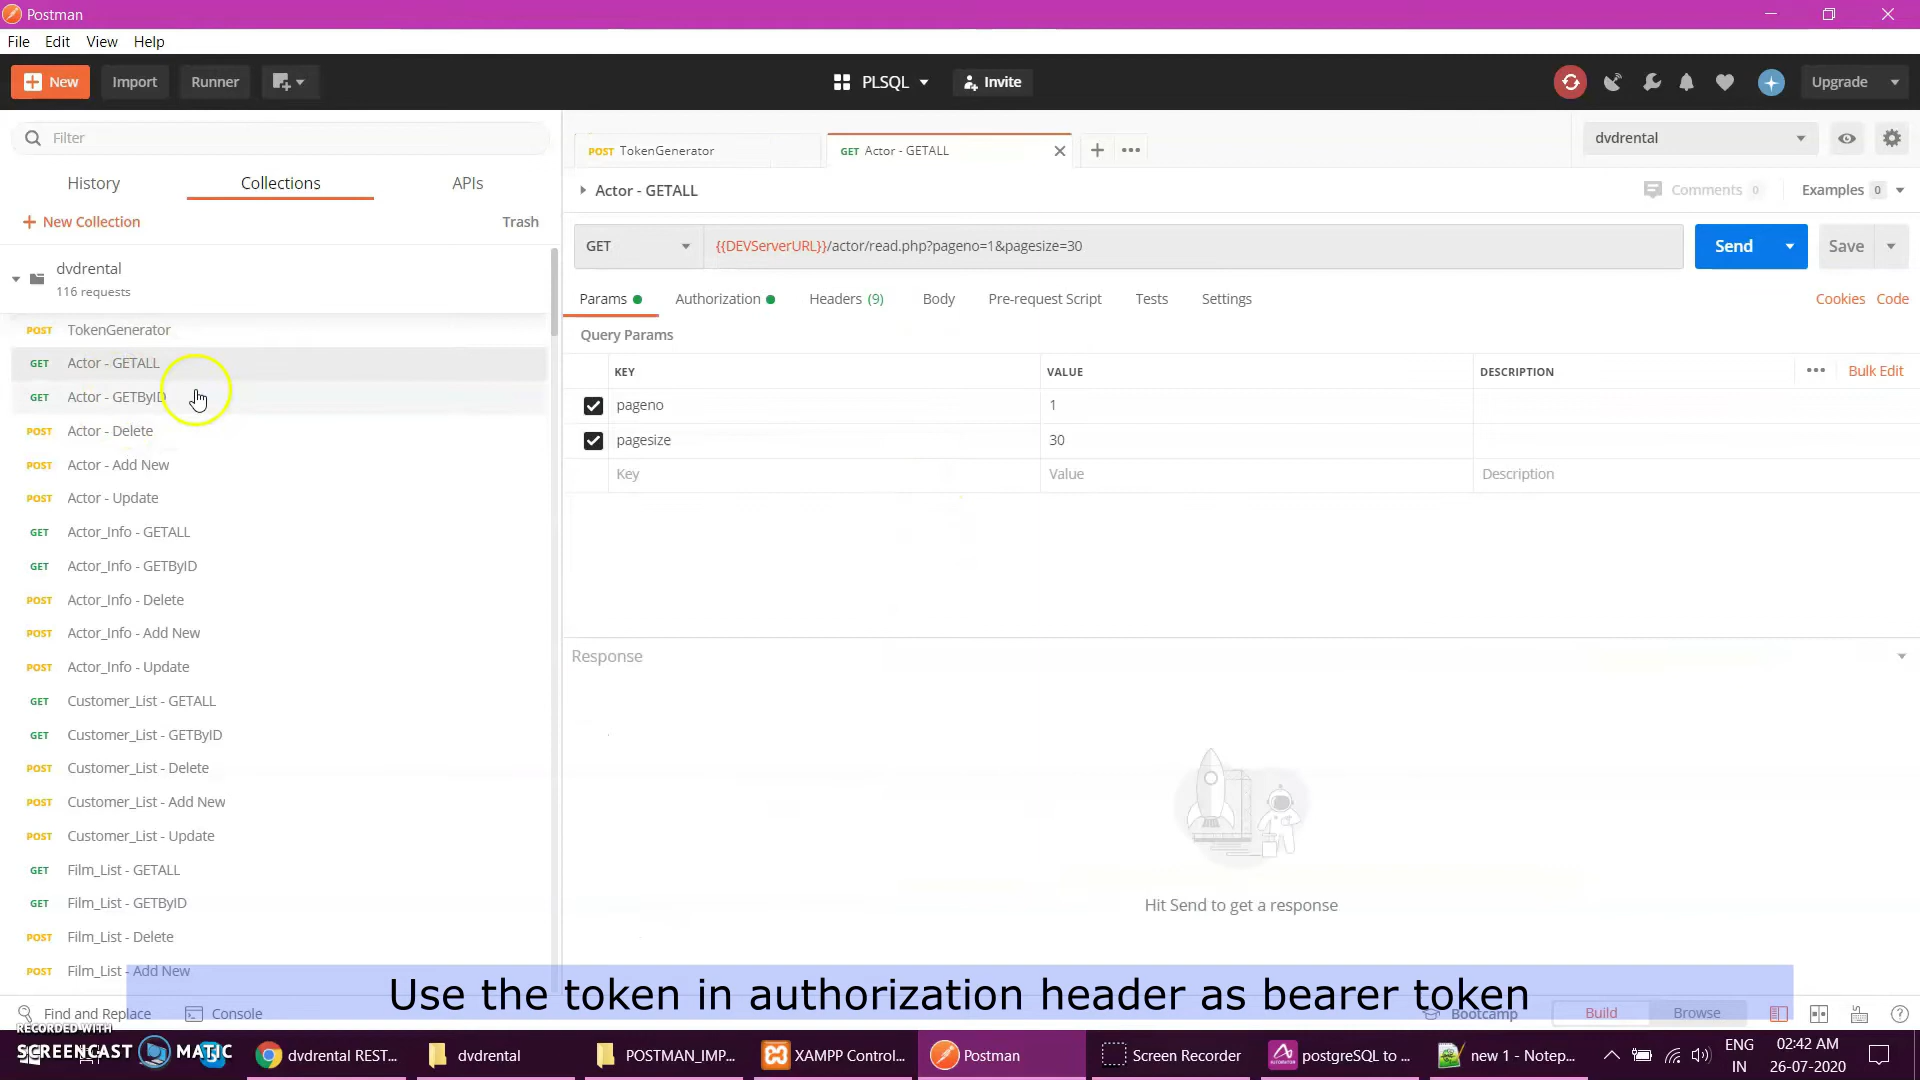 Postman
File Edit View Help
New Import Runner PLSQL Invite Upgrade
Filter
History Collections APIs
New Collection Trash
dvdrental
116 requests
POST TokenGenerator
GET Actor - GETALL
GET Actor - GETByID
POST Actor - Delete
POST Actor - Add New
POST Actor - Update
GET Actor_Info - GETALL
GET Actor_Info - GETByID
POST Actor_Info - Delete
POST Actor_Info - Add New
POST Actor_Info - Update
GET Customer_List - GETALL
GET Customer_List - GETByID
POST Customer_List - Delete
POST Customer_List - Add New
POST Customer_List - Update
GET Film_List - GETALL
GET Film_List - GETByID
POST Film_List - Delete
POST Film_List - Add New
POST TokenGenerator GET Actor - GETALL dvdrental
Actor - GETALL Comments 0 Examples 0
GET {{DEVServerURL}}/actor/read.php?pageno=1&pagesize=30 Send Save
Params Authorization Headers (9) Body Pre-request Script Tests Settings Cookies Code
Query Params
KEY VALUE DESCRIPTION Bulk Edit
pageno 1
pagesize 30
Key Value Description
Response
Hit Send to get a response
Use the token in authorization header as bearer token
Find and Replace Console Bootcamp Build Browse
RECORDED WITH
SCREENCAST MATIC
dvdrental REST... dvdrental POSTMAN_IMP... XAMPP Control... Postman Screen Recorder postgreSQL to ... new 1 - Notep... ENG IN 02:42 AM 26-07-2020